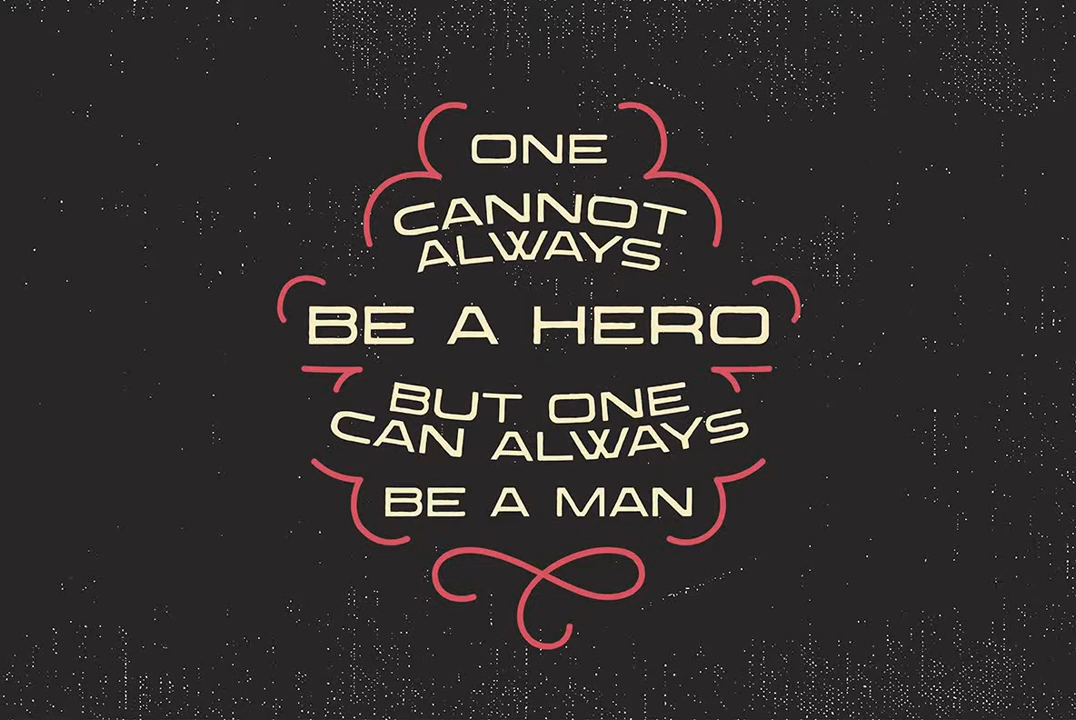 ONE
CANNOT
ALWAYS
BE A HERO
BUT ONE
CAN ALWAYS
BE A MAN